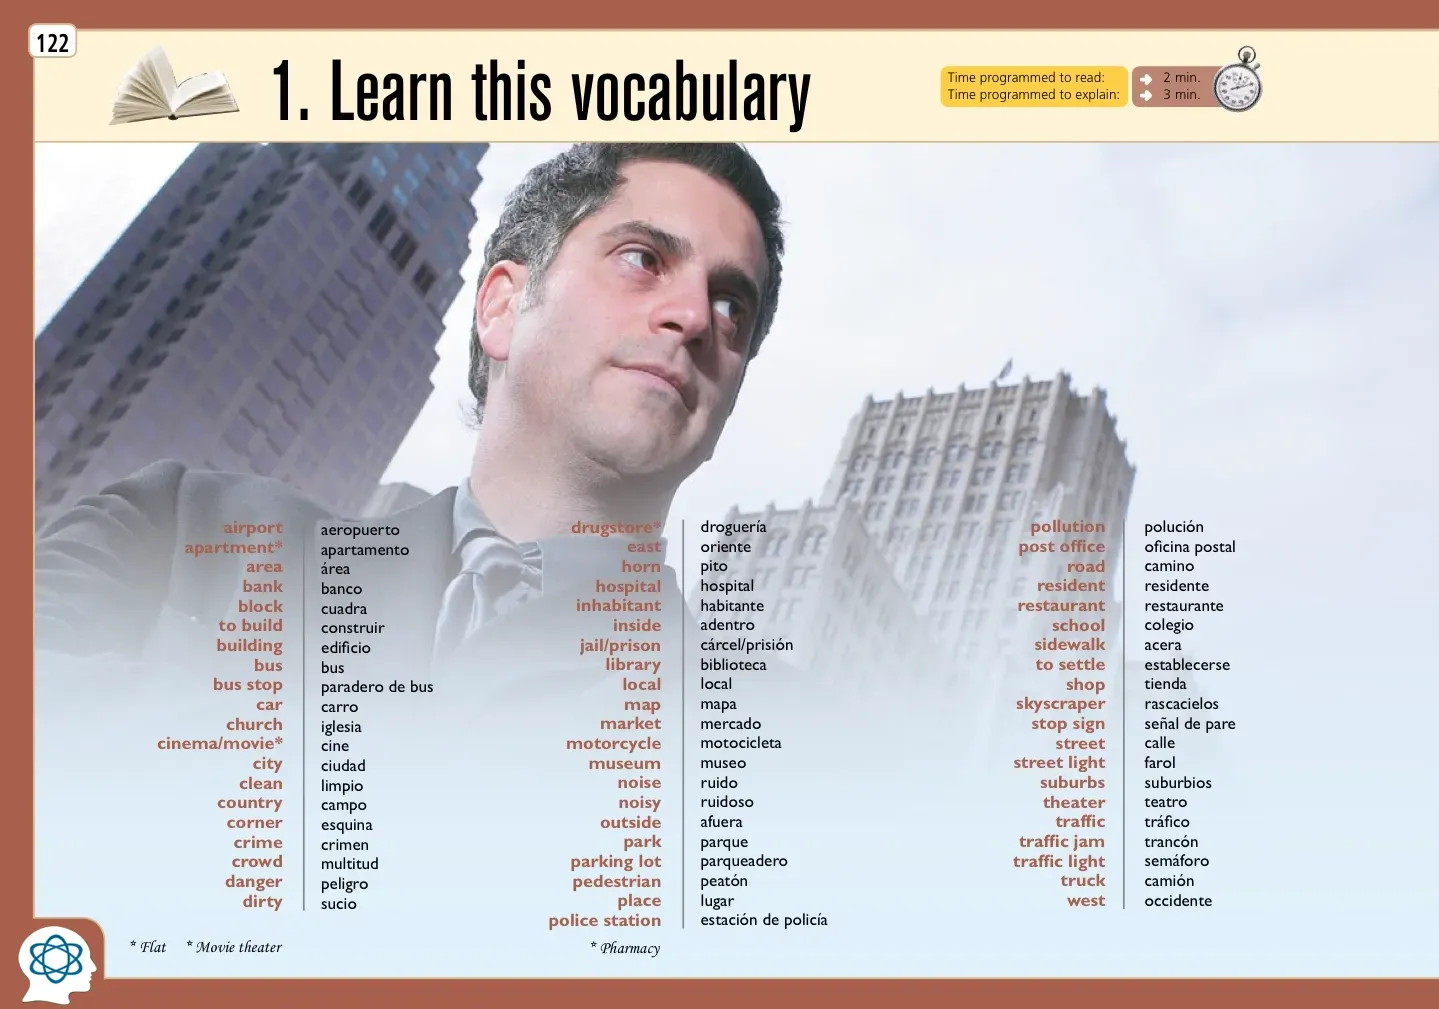 122
1. Learn this vocabulary
Time programmed to read: 2 min.
Time programmed to explain: 3 min.
airport aeropuerto
apartment* apartamento
area área
bank banco
block cuadra
to build construir
building edificio
bus bus
bus stop paradero de bus
car carro
church iglesia
cinema/movie* cine
city ciudad
clean limpio
country campo
corner esquina
crime crimen
crowd multitud
danger peligro
dirty sucio
* Flat * Movie theater
drugstore* droguería
east oriente
horn pito
hospital hospital
inhabitant habitante
inside adentro
jail/prison cárcel/prisión
library biblioteca
local local
map mapa
market mercado
motorcycle motocicleta
museum museo
noise ruido
noisy ruidoso
outside afuera
park parque
parking lot parqueadero
pedestrian peatón
place lugar
police station estación de policía
* Pharmacy
pollution polución
post office oficina postal
road camino
resident residente
restaurant restaurante
school colegio
sidewalk acera
to settle establecerse
shop tienda
skyscraper rascacielos
stop sign señal de pare
street calle
street light farol
suburbs suburbios
theater teatro
traffic tráfico
traffic jam trancón
traffic light semáforo
truck camión
west occidente